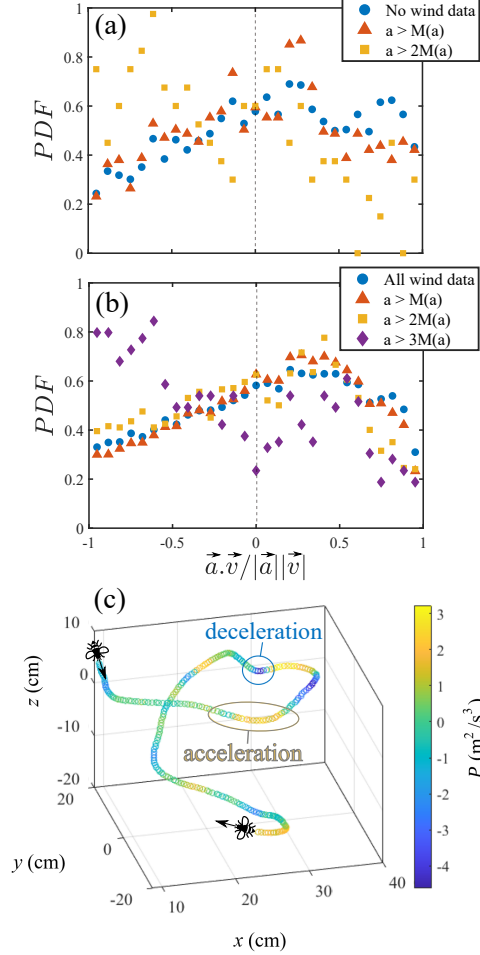 (a)
No wind data
a > M(a)
a > 2M(a)
PDF
1
0.8
0.6
0.4
0.2
0
(b)
All wind data
a > M(a)
a > 2M(a)
a > 3M(a)
PDF
1
0.8
0.6
0.4
0.2
0
-1
-0.5
0
0.5
1
a⃗.v⃗/|a⃗||v⃗|
(c)
deceleration
acceleration
z (cm)
10
0
-10
-20
y (cm)
20
0
-20
x (cm)
10
20
30
40
P (m²/s³)
3
2
1
0
-1
-2
-3
-4